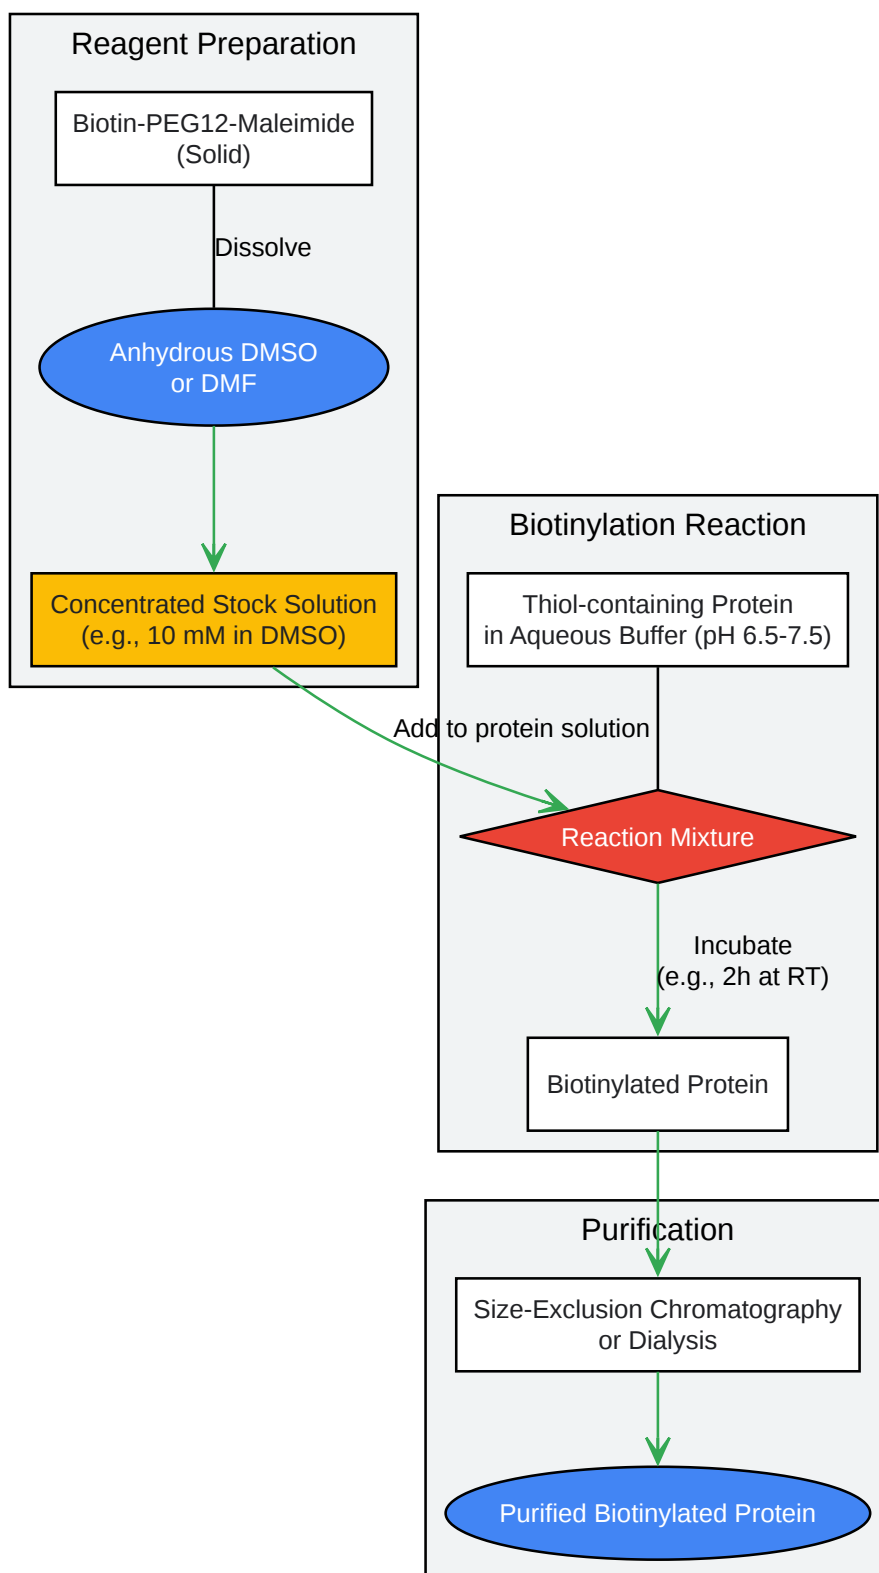 Reagent Preparation
Biotin-PEG12-Maleimide
(Solid)
Dissolve
Anhydrous DMSO
or DMF
Concentrated Stock Solution
(e.g., 10 mM in DMSO)
Biotinylation Reaction
Thiol-containing Protein
in Aqueous Buffer (pH 6.5-7.5)
Add to protein solution
Reaction Mixture
Incubate
(e.g., 2h at RT)
Biotinylated Protein
Purification
Size-Exclusion Chromatography
or Dialysis
Purified Biotinylated Protein